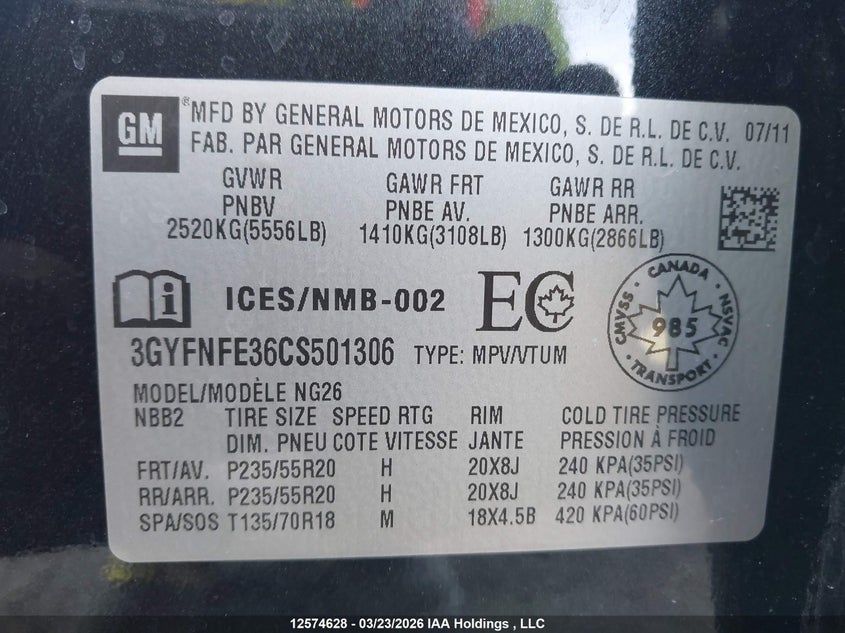 GM
®MFD BY GENERAL MOTORS DE MEXICO, S. DE R.L. DE C.V. 07/11
FAB. PAR GENERAL MOTORS DE MEXICO, S. DE R.L. DE C.V.
GVWR GAWR FRT GAWR RR
PNBV PNBE AV. PNBE ARR.
2520KG(5556LB) 1410KG(3108LB) 1300KG(2866LB)
i ICES/NMB-002 EC
CANADA
CMVSS 985 NSVAC
TRANSPORT
3GYFNFE36CS501306 TYPE: MPV/VTUM
MODEL/MODÈLE NG26
NBB2 TIRE SIZE SPEED RTG RIM COLD TIRE PRESSURE
DIM. PNEU COTE VITESSE JANTE PRESSION À FROID
FRT/AV. P235/55R20 H 20X8J 240 KPA(35PSI)
RR/ARR. P235/55R20 H 20X8J 240 KPA(35PSI)
SPA/SOS T135/70R18 M 18X4.5B 420 KPA(60PSI)
12574628 - 03/23/2026 IAA Holdings , LLC